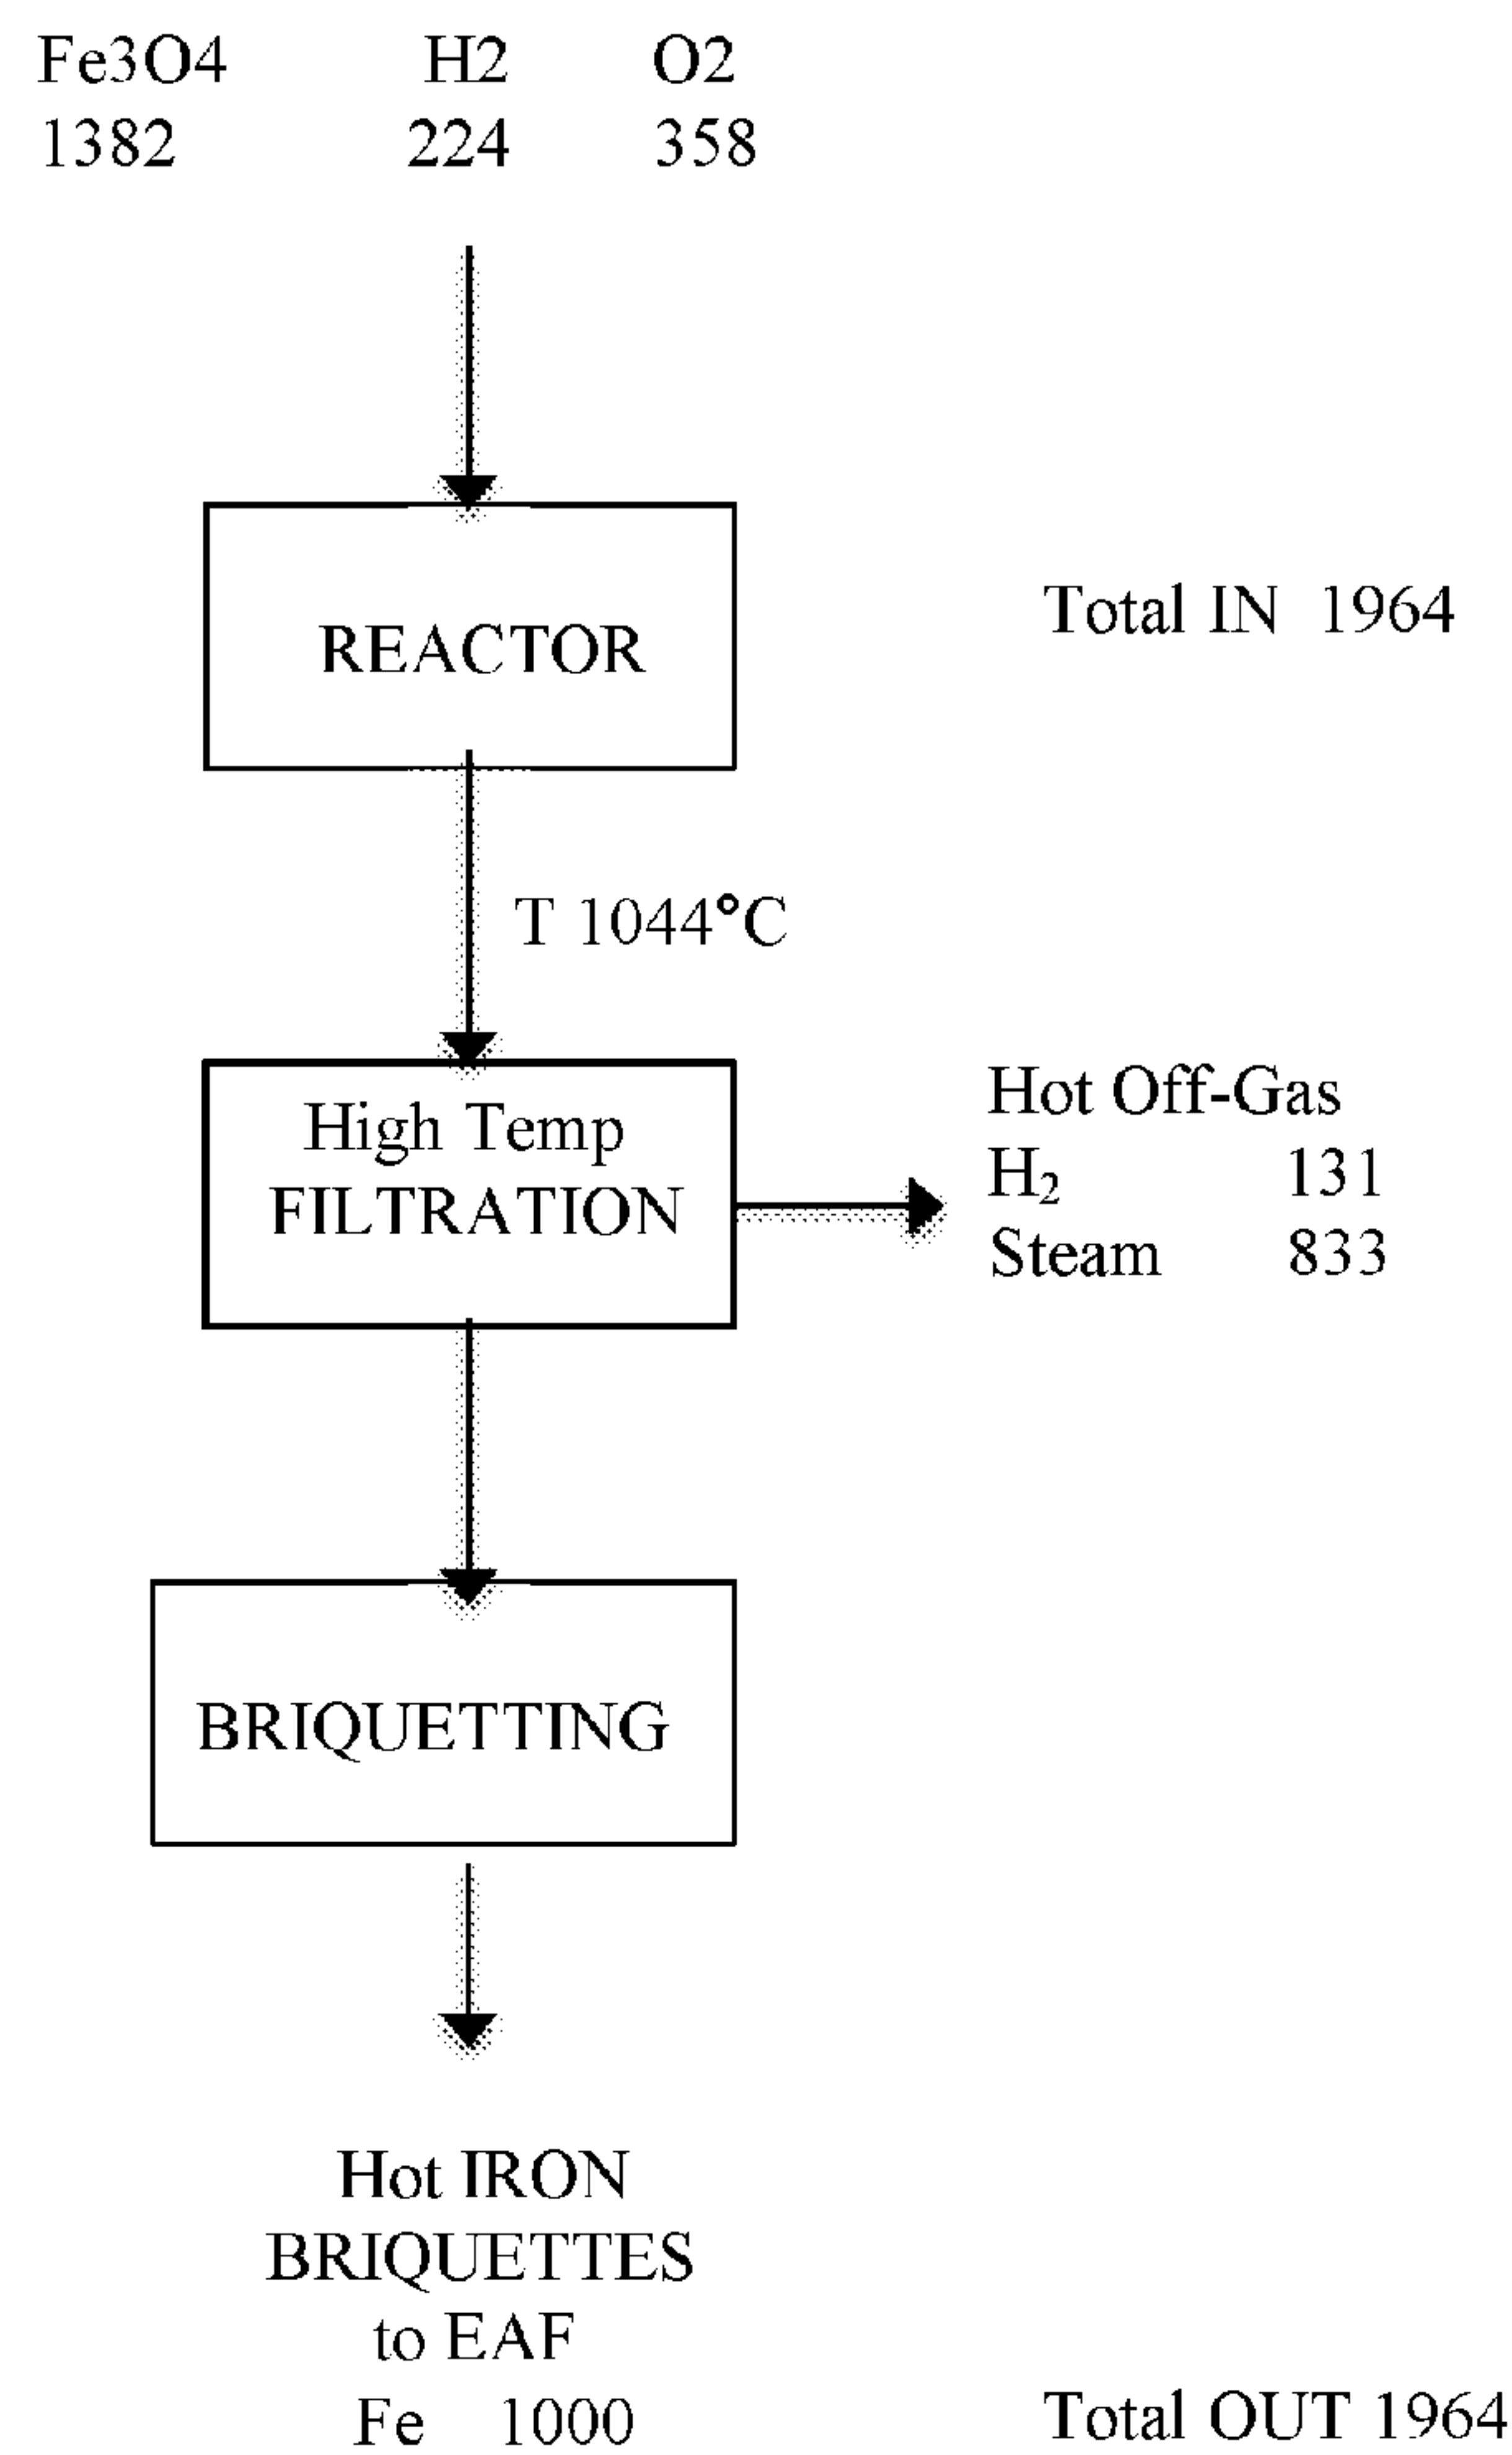 Fe3O4 H2 O2
1382 224 358
REACTOR
Total IN 1964
T 1044°C
High Temp
FILTRATION
Hot Off-Gas
H₂ 131
Steam 833
BRIQUETTING
Hot IRON
BRIQUETTES
to EAF
Fe 1000
Total OUT 1964